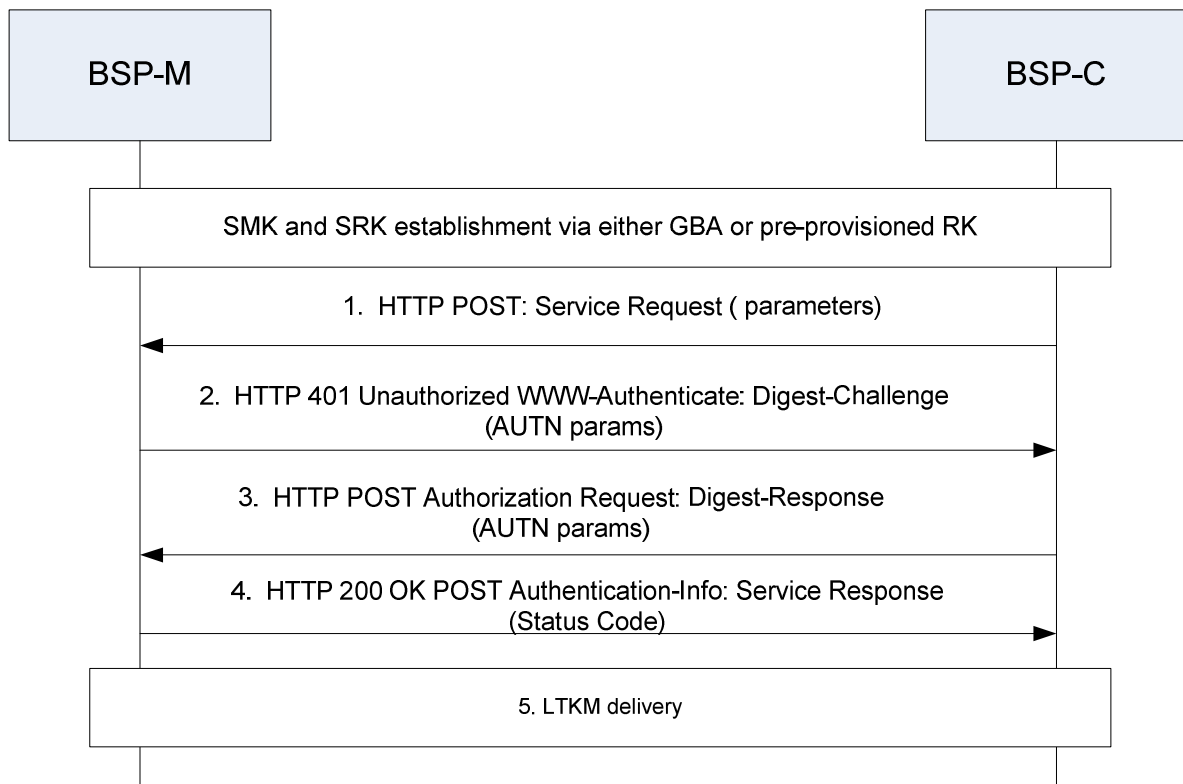 BSP-M
BSP-C
SMK and SRK establishment via either GBA or pre-provisioned RK
1. HTTP POST: Service Request ( parameters)
2. HTTP 401 Unauthorized WWW-Authenticate: Digest-Challenge
(AUTN params)
3. HTTP POST Authorization Request: Digest-Response
(AUTN params)
4. HTTP 200 OK POST Authentication-Info: Service Response
(Status Code)
5. LTKM delivery